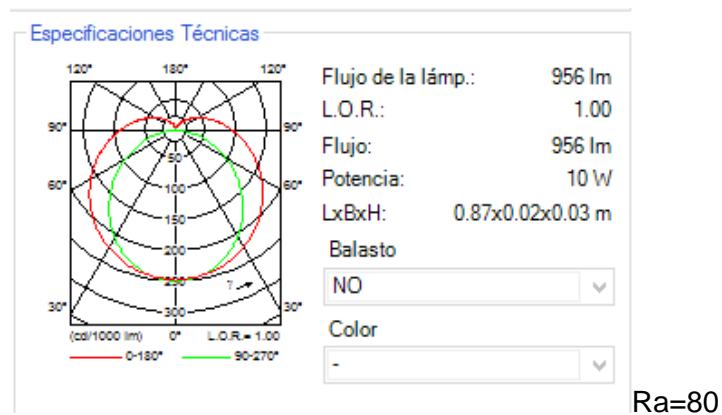 Especificaciones Técnicas
120° 180° 120°
90° 90°
50
60° 100 60°
150
200
250
30° 300 30°
(cd/1000 lm) 0° L.O.R.= 1.00
0-180° 90-270°
Flujo de la lámp.: 956 lm
L.O.R.: 1.00
Flujo: 956 lm
Potencia: 10 W
LxBxH: 0.87x0.02x0.03 m
Balasto
NO
Color
-
Ra=80